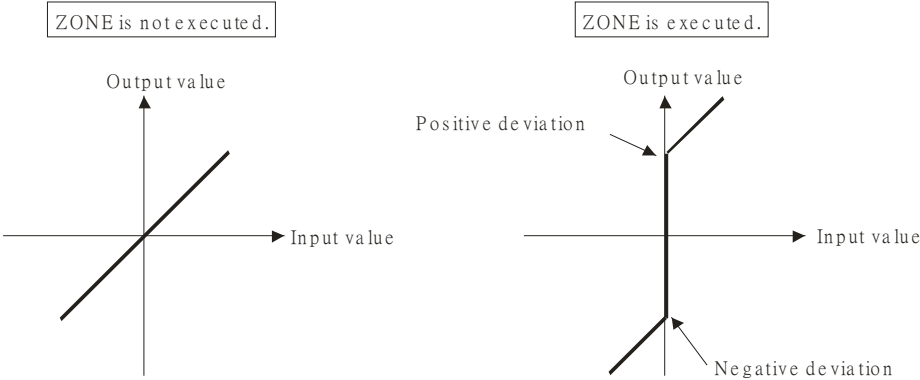 ZONE is not executed.
ZONE is executed.
Output value
Output value
Positive deviation
Input value
Input value
Negative deviation